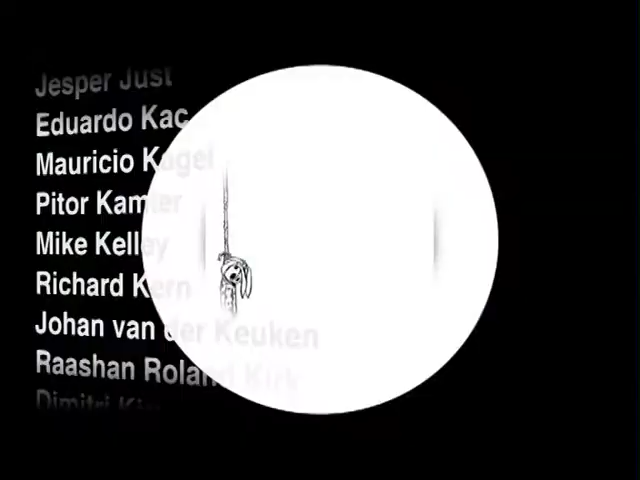 Jesper Just
Eduardo Kac
Mauricio Kagel
Pitor Kamler
Mike Kelley
Richard Kern
Johan van der Keuken
Raashan Roland Kirk
Dimitri